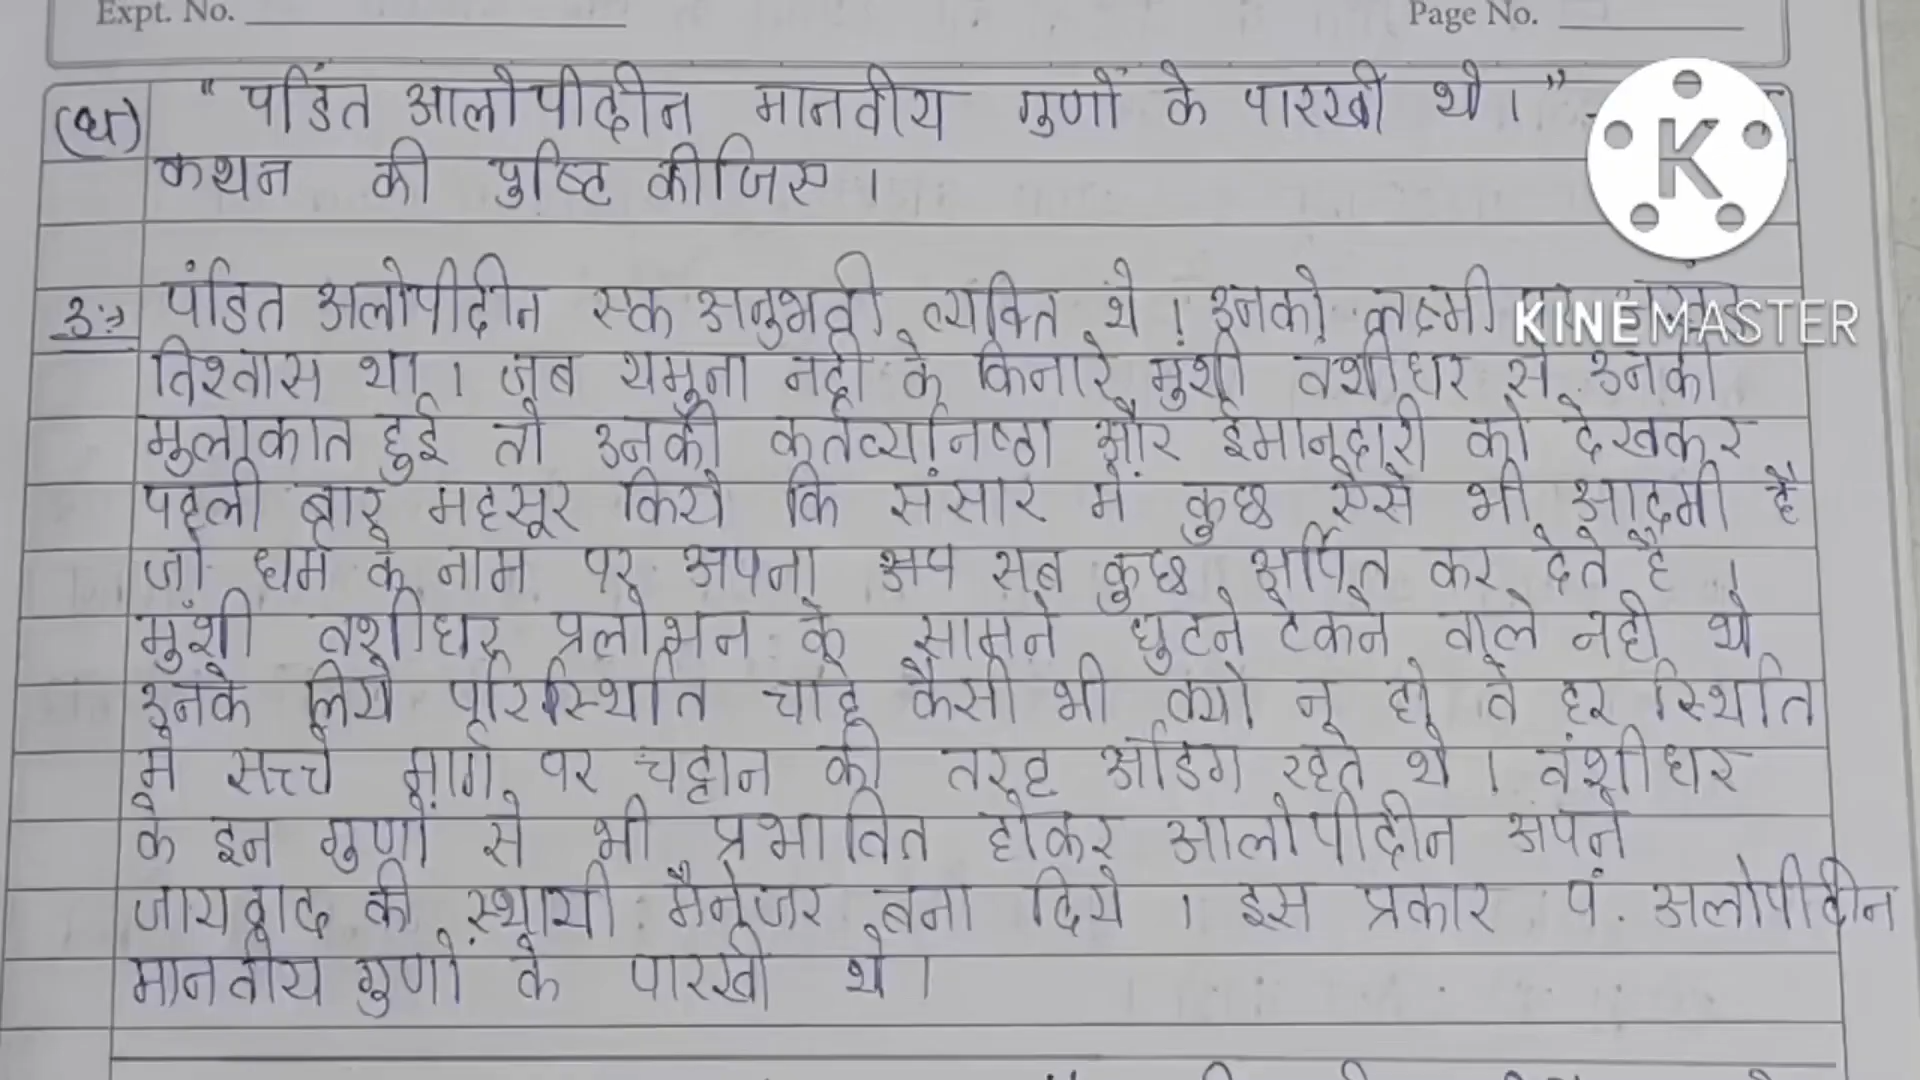 Expt. No.
Page No.
(थ) "पडिंत आलोपीदीन मानवीय गुणों के पारखी थे।" -
कथन की पुष्टि कीजिए।
उ:→ पंडित अलोपीदीन एक अनुभवी व्यक्ति थे। उनको लक्ष्मी
विश्वास था। जब यमुना नदी के किनारे मुंशी वंशीधर से उनकी
मुलाकात हुई तो उनकी कर्तव्यनिष्ठा और ईमानदारी को देखकर
पहली बार महसूर किये कि संसार में कुछ ऐसे भी आदमी है
जो धर्म के नाम पर अपना अप सब कुछ अर्पित कर देते है।
मुंशी वशीधर प्रलोभन के सामने घुटने टेकने वाले नही थे
उनके लिये परिस्थिति चाहे कैसी भी क्यो न हो वे हर स्थिति
मे सच्चे मार्ग पर चट्टान की तरह अडिग रहते थे। वंशीधर
के इन गुणों से भी प्रभावित होकर आलोपीदीन अपने
जायदाद की स्थायी मैनेजर बना दिये। इस प्रकार पं. अलोपीदीन
मानवीय गुणों के पारखी थे।
KINEMASTER